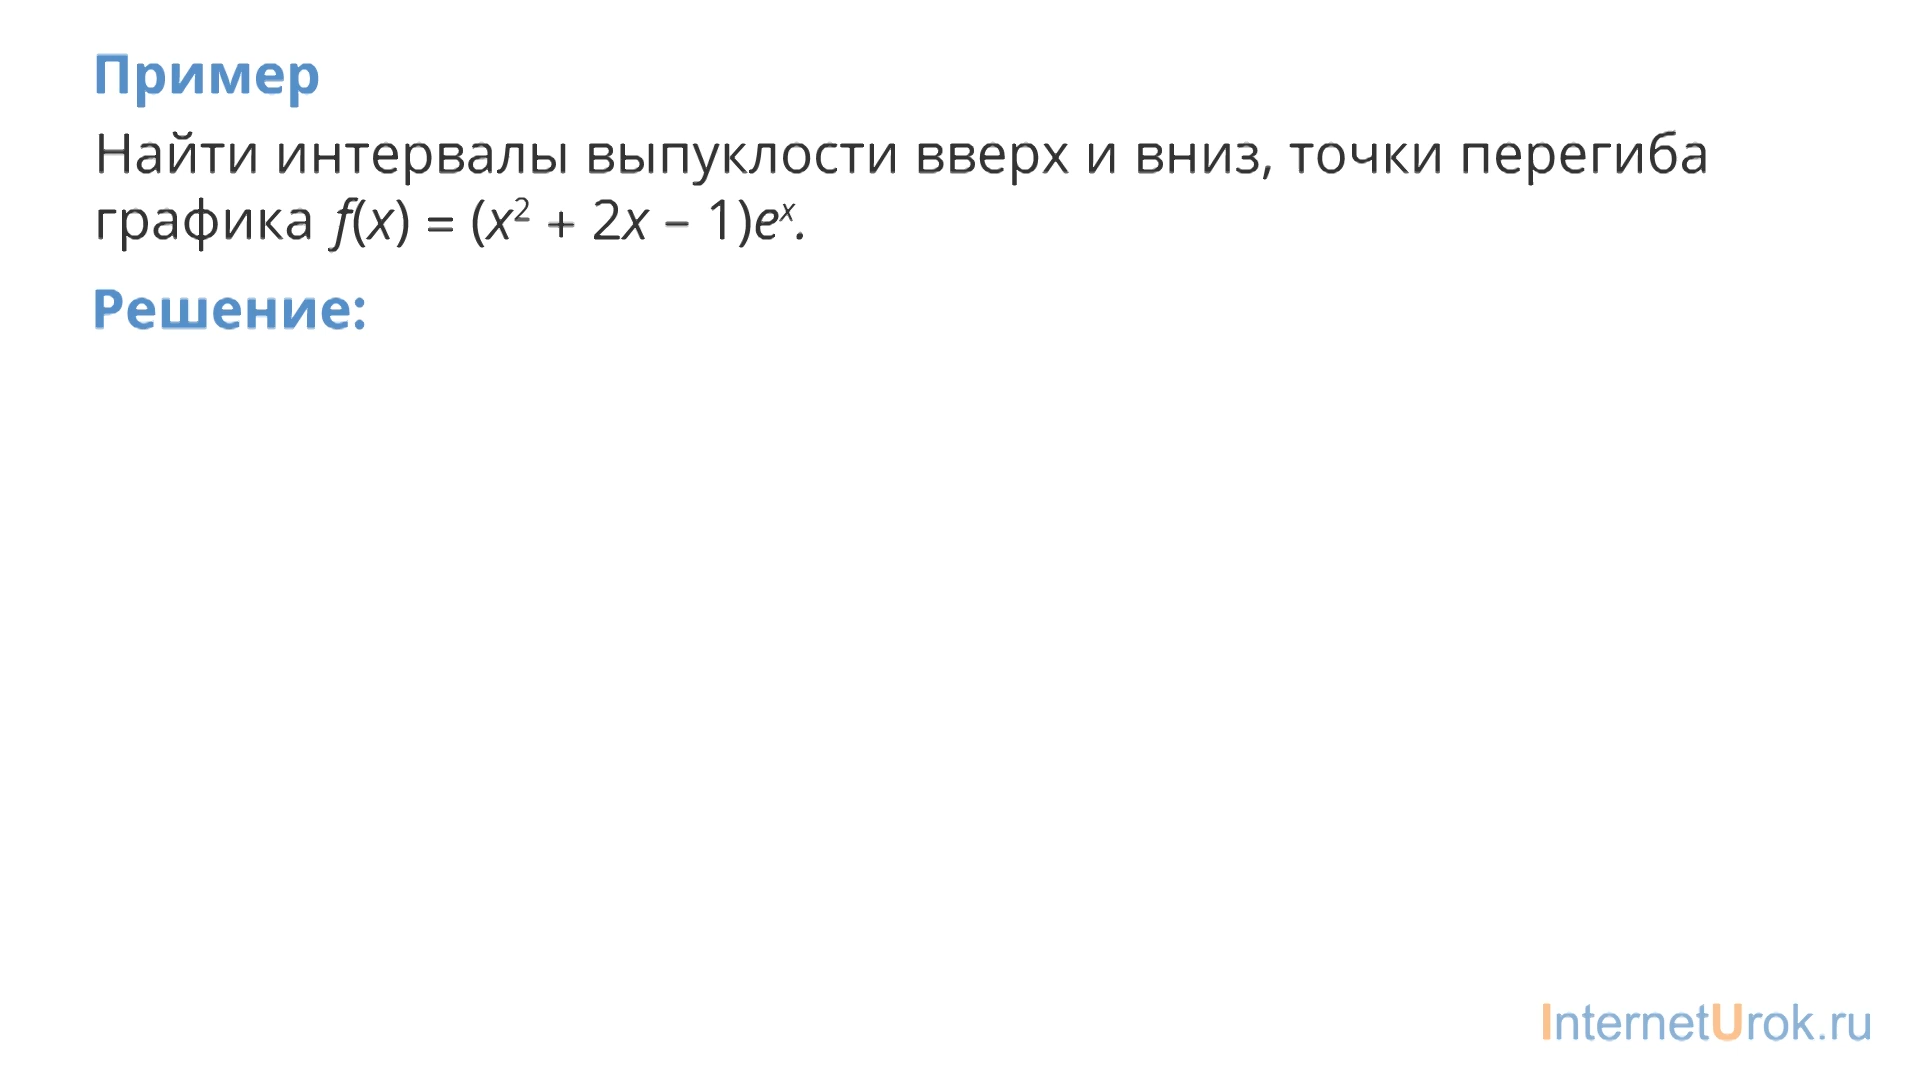 Пример
Найти интервалы выпуклости вверх и вниз, точки перегиба
графика f(x) = (x² + 2x – 1)eˣ.
Решение:
InternetUrok.ru